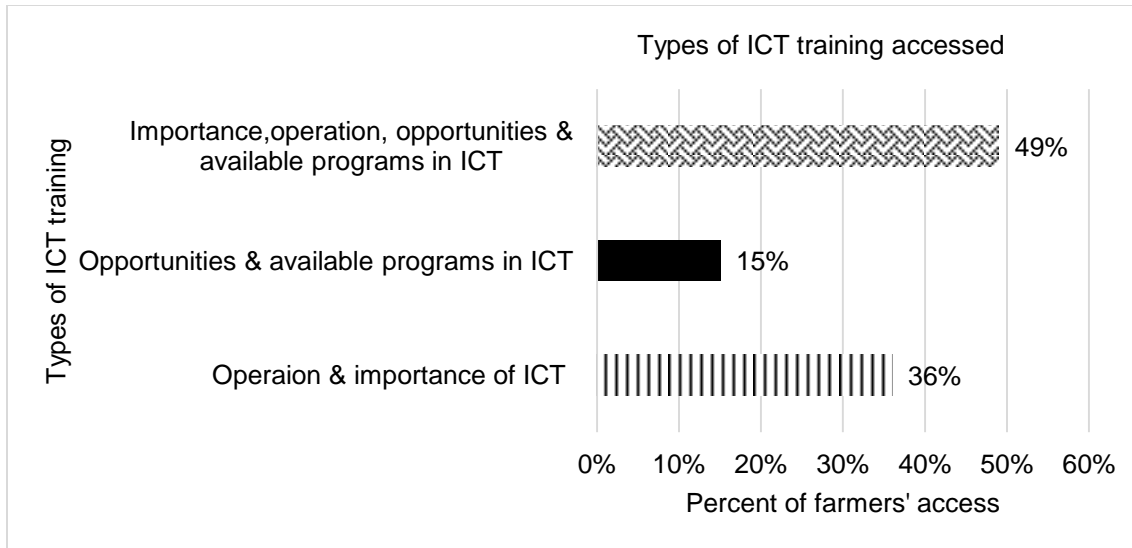 Types of ICT training accessed
Types of ICT training
Importance,operation, opportunities &
available programs in ICT
49%
Opportunities & available programs in ICT
15%
Operaion & importance of ICT
36%
0% 10% 20% 30% 40% 50% 60%
Percent of farmers' access